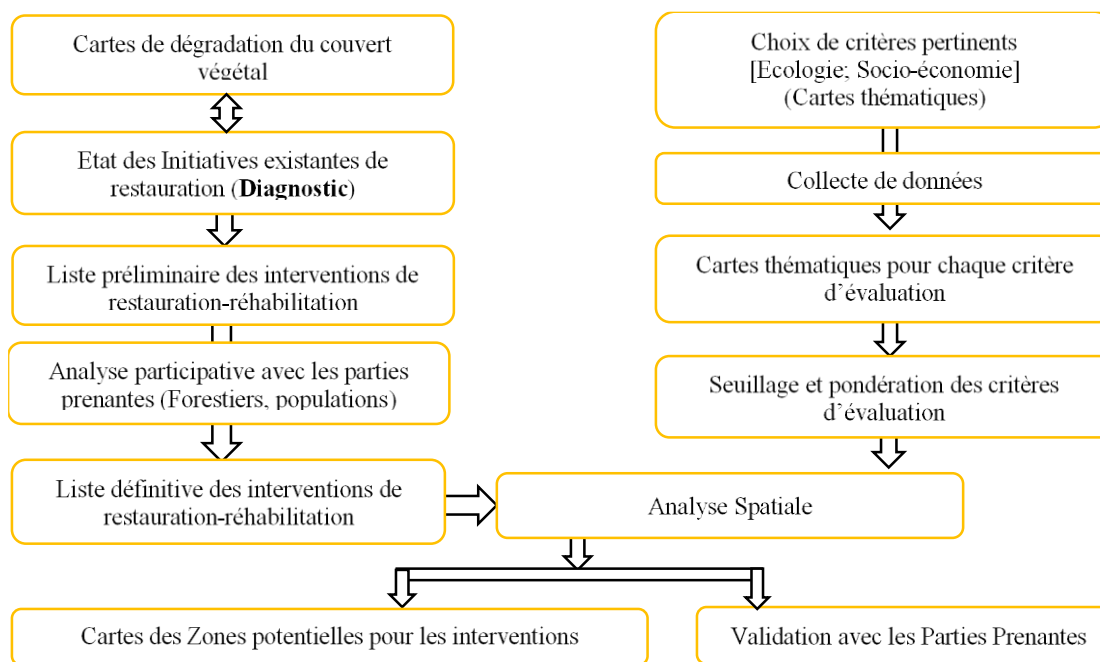 Cartes de dégradation du couvert
végétal
Etat des Initiatives existantes de
restauration (Diagnostic)
Liste préliminaire des interventions de
restauration-réhabilitation
Analyse participative avec les parties
prenantes (Forestiers, populations)
Liste définitive des interventions de
restauration-réhabilitation
Choix de critères pertinents
[Ecologie; Socio-économie]
(Cartes thématiques)
Collecte de données
Cartes thématiques pour chaque critère
d’évaluation
Seuillage et pondération des critères
d’évaluation
Analyse Spatiale
Cartes des Zones potentielles pour les interventions
Validation avec les Parties Prenantes